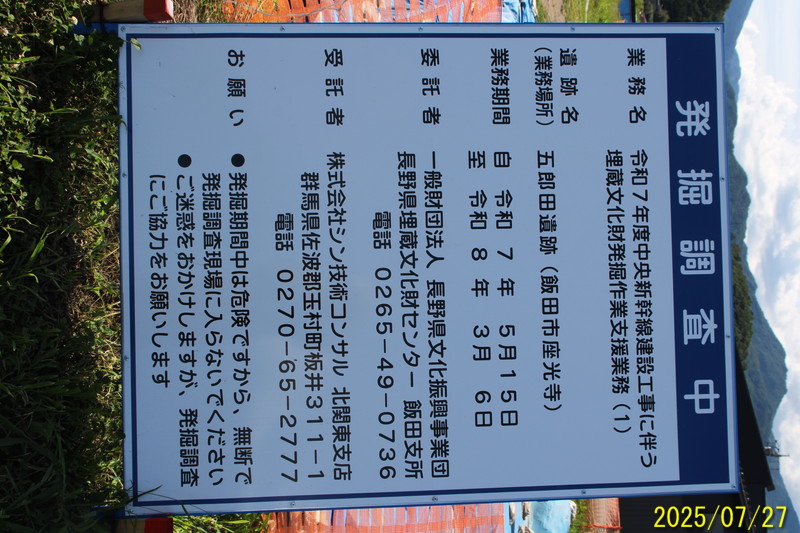 発掘調査中
業務名 令和7年度中央新幹線建設工事に伴う
埋蔵文化財発掘作業支援業務(1)
遺跡名 五郎田遺跡(飯田市座光寺)
(業務場所)
業務期間 自 令和 7 年 5月15日
至 令和 8 年 3月 6日
委託者 一般財団法人 長野県文化振興事業団
長野県埋蔵文化財センター 飯田支所
電話 0265-49-0736
受託者 株式会社シン技術コンサル 北関東支店
群馬県佐波郡玉村町板井311-1
電話 0270-65-2777
お願い ●発掘期間中は危険ですから、無断で
発掘調査現場に入らないでください
●ご迷惑をおかけしますが、発掘調査
にご協力をお願いします
2025/07/27